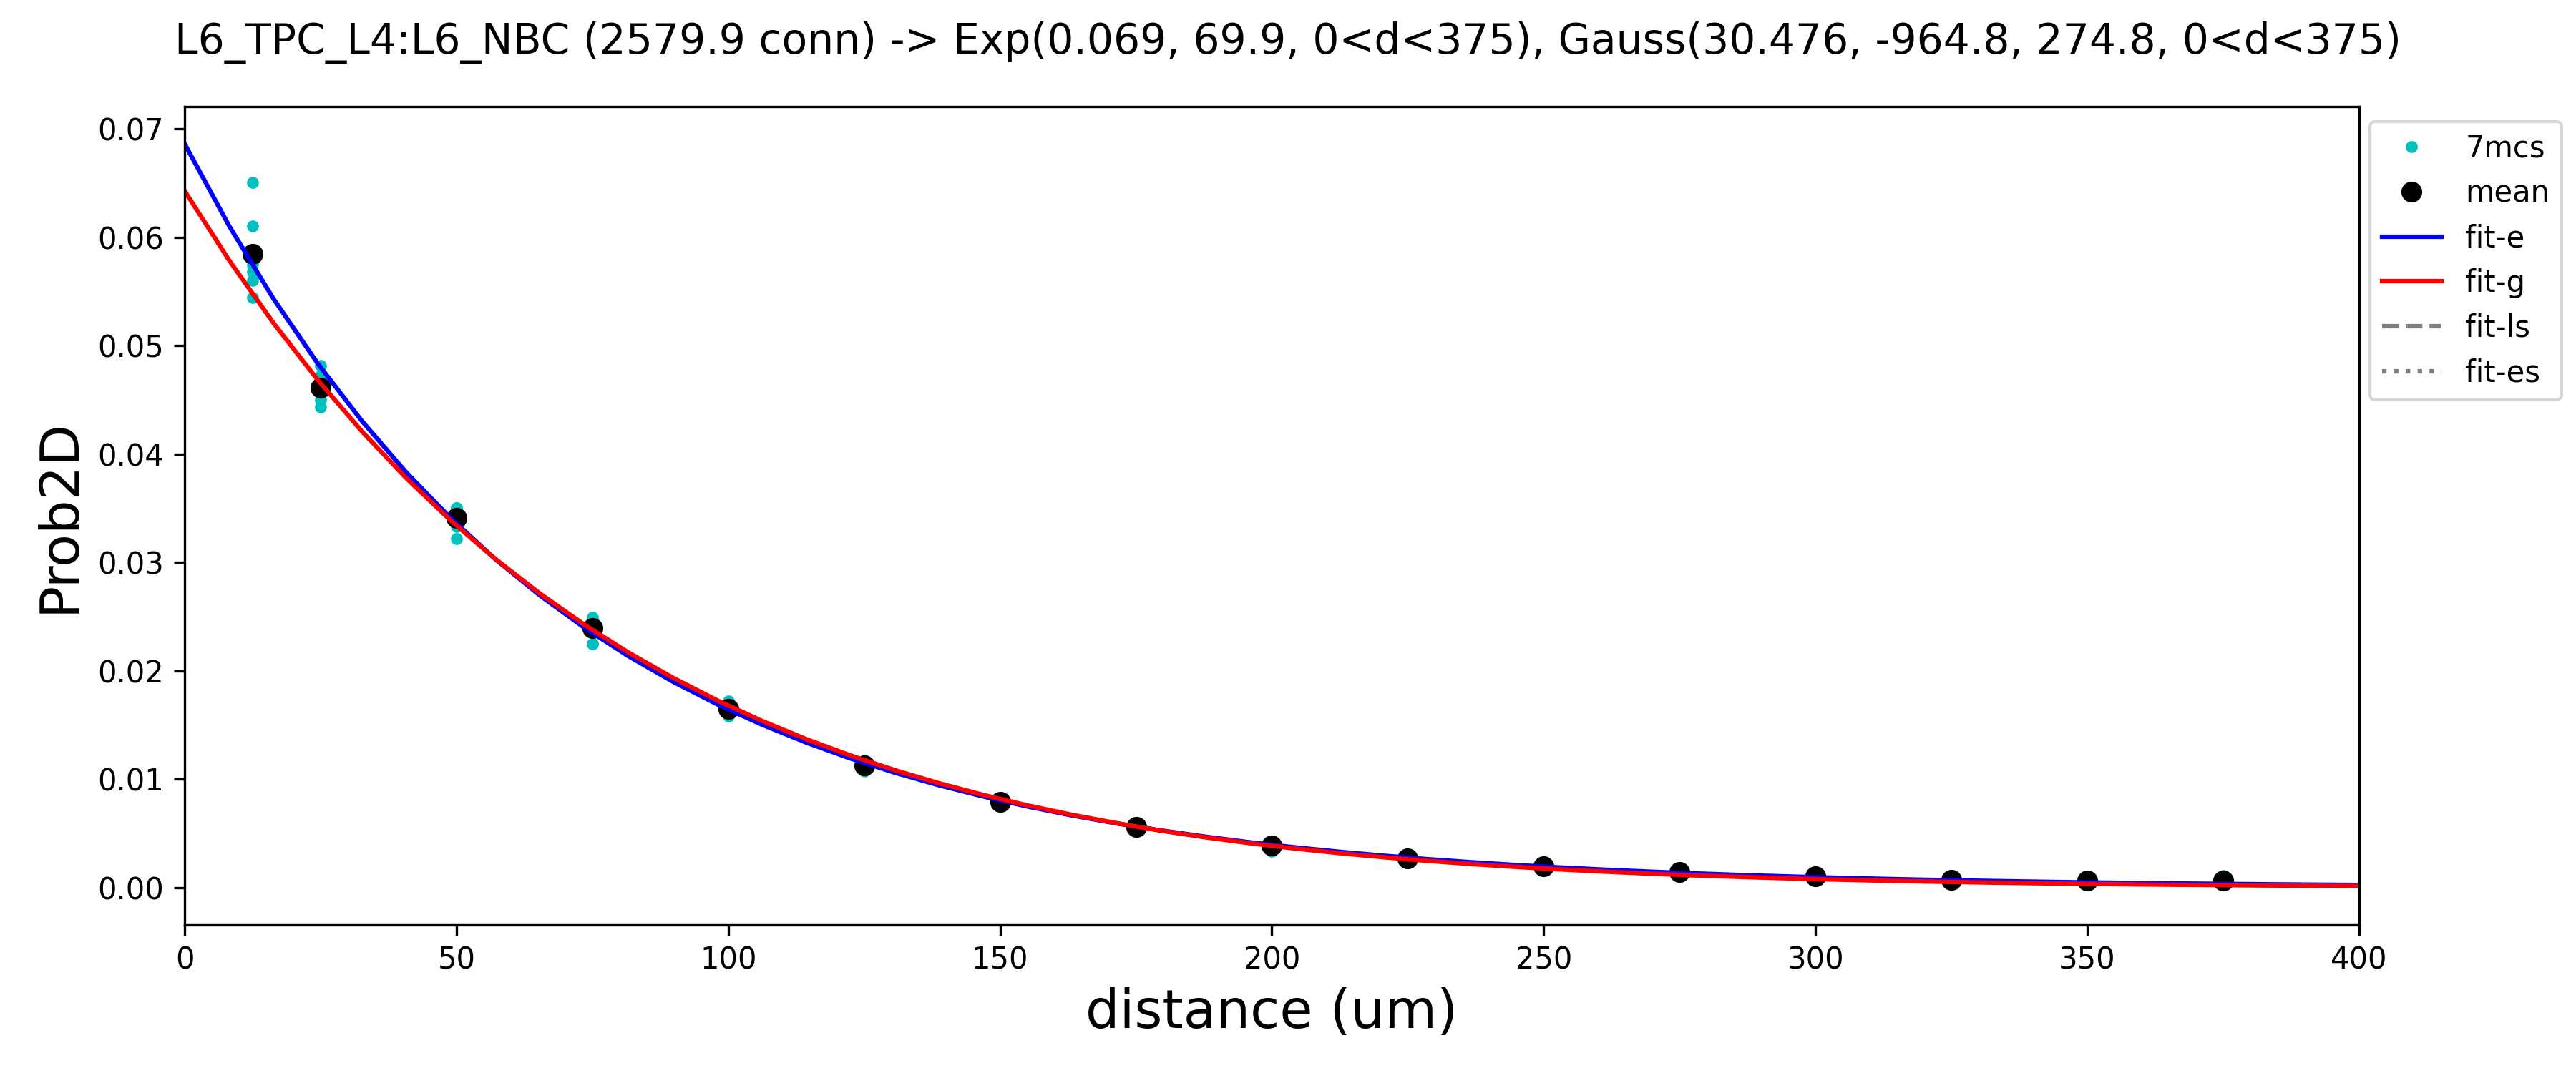 L6_TPC_L4:L6_NBC (2579.9 conn) -> Exp(0.069, 69.9, 0<d<375), Gauss(30.476, -964.8, 274.8, 0<d<375)
0.07
0.06
0.05
0.04
0.03
0.02
0.01
0.00
Prob2D
0 50 100 150 200 250 300 350 400
distance (um)
7mcs
mean
fit-e
fit-g
fit-ls
fit-es